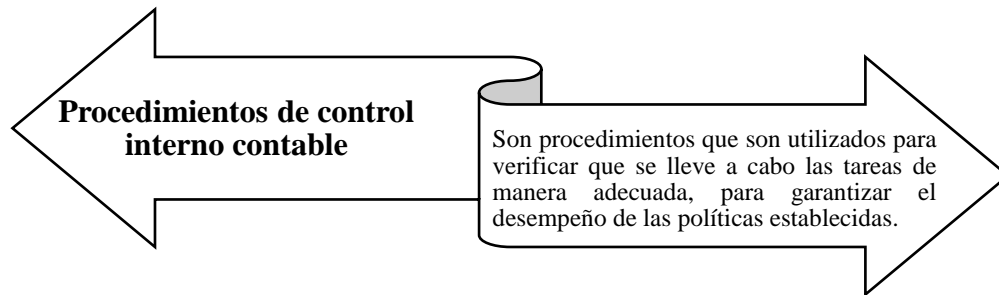 Procedimientos de control
interno contable
Son procedimientos que son utilizados para
verificar que se lleve a cabo las tareas de
manera adecuada, para garantizar el
desempeño de las políticas establecidas.